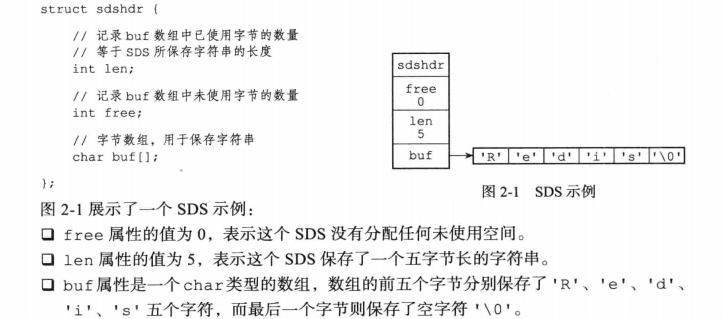 struct sdshdr {
// 记录 buf 数组中已使用字节的数量
// 等于 SDS 所保存字符串的长度
int len;
// 记录 buf 数组中未使用字节的数量
int free;
// 字节数组，用于保存字符串
char buf[];
};
sdshdr
free
0
len
5
buf
'R' 'e' 'd' 'i' 's' '\0'
图 2-1 SDS 示例
图 2-1 展示了一个 SDS 示例：
❑ free 属性的值为 0，表示这个 SDS 没有分配任何未使用空间。
❑ len 属性的值为 5，表示这个 SDS 保存了一个五字节长的字符串。
❑ buf 属性是一个 char 类型的数组，数组的前五个字节分别保存了 'R'、'e'、'd'、
'i'、's' 五个字符，而最后一个字节则保存了空字符 '\0'。